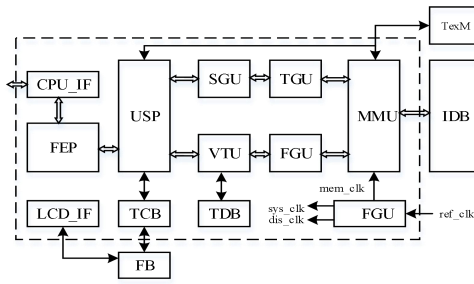 TexM
CPU_IF
USP
SGU
TGU
MMU
IDB
FEP
VTU
FGU
mem_clk
LCD_IF
TCB
TDB
sys_clk
dis_clk
FGU
ref_clk
FB